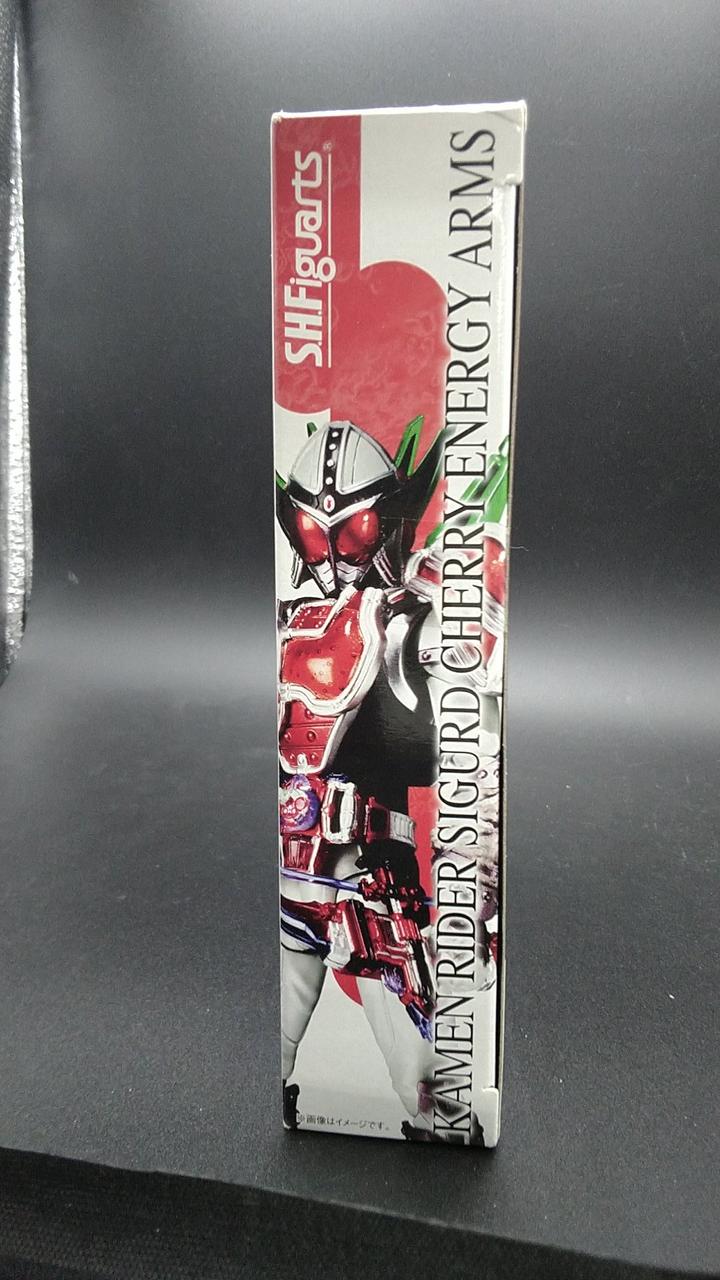 S.H.Figuarts®
KAMEN RIDER SIGURD CHERRY ENERGY ARMS
※画像はイメージです。